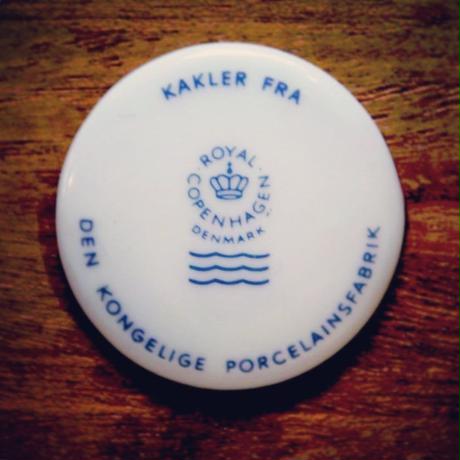 KAKLER FRA
ROYAL
COPENHAGEN
DENMARK
DEN KONGELIGE PORCELAINSFABRIK